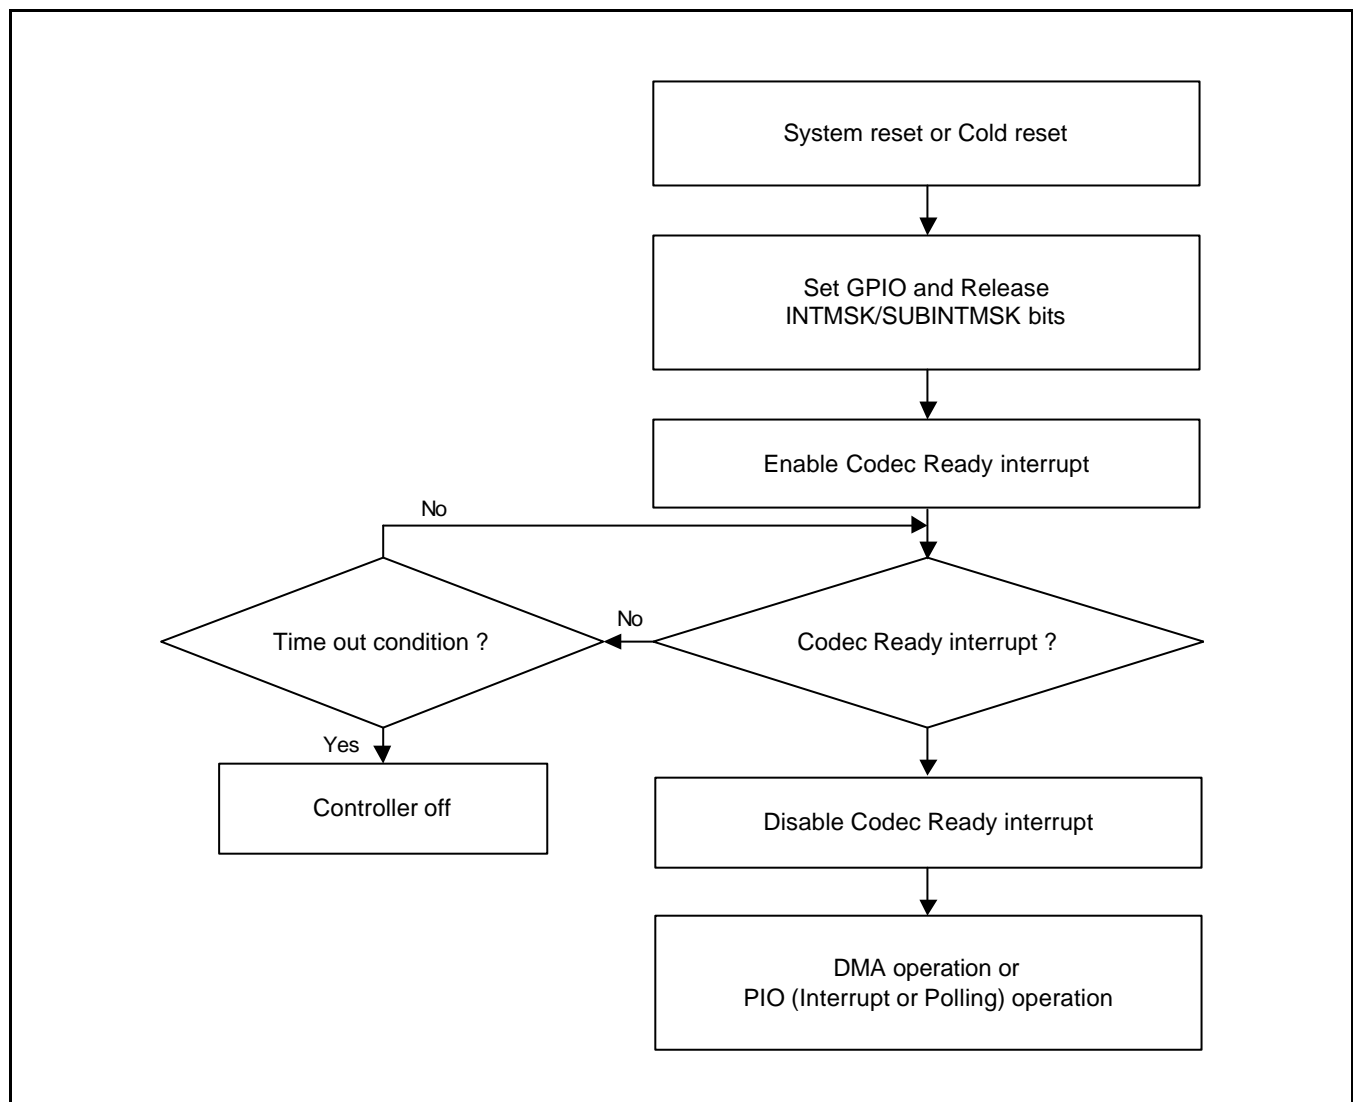 System reset or Cold reset
Set GPIO and Release
INTMSK/SUBINTMSK bits
Enable Codec Ready interrupt
No
No
Time out condition ?
Codec Ready interrupt ?
Yes
Controller off
Disable Codec Ready interrupt
DMA operation or
PIO (Interrupt or Polling) operation